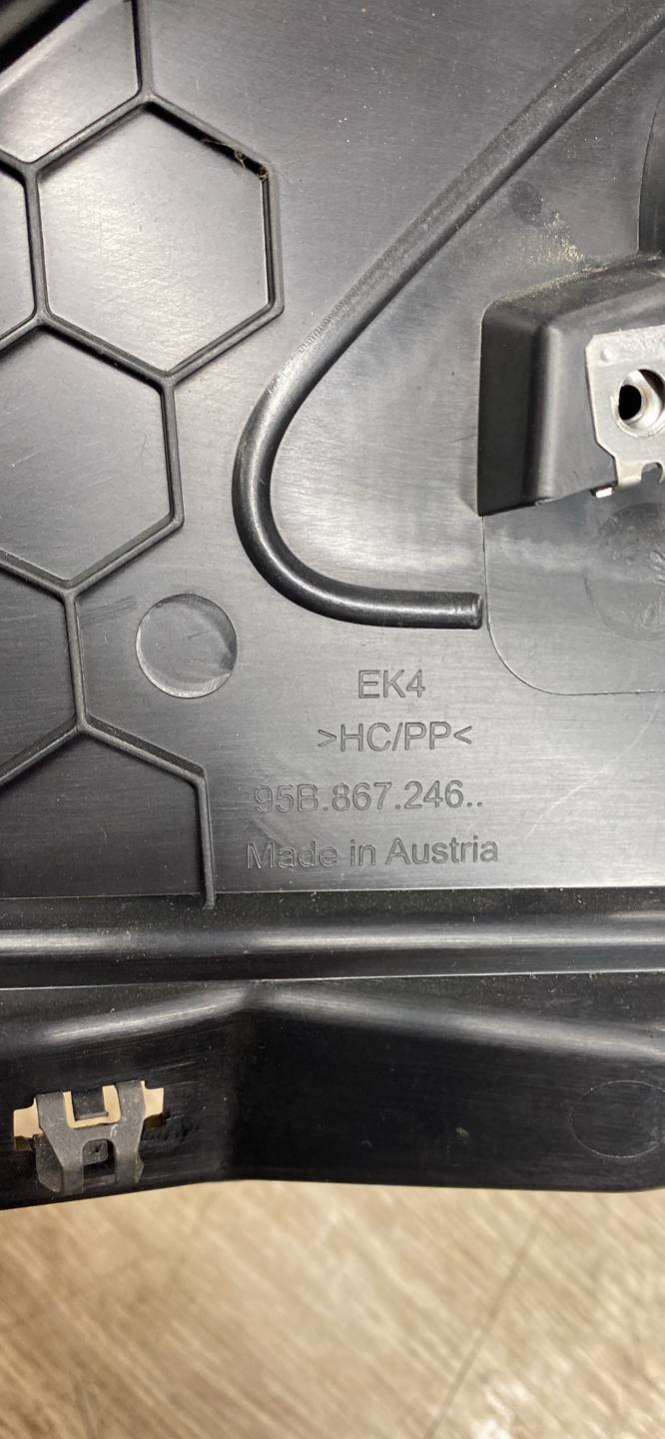 EK4
>HC/PP<
95B.867.246..
Made in Austria